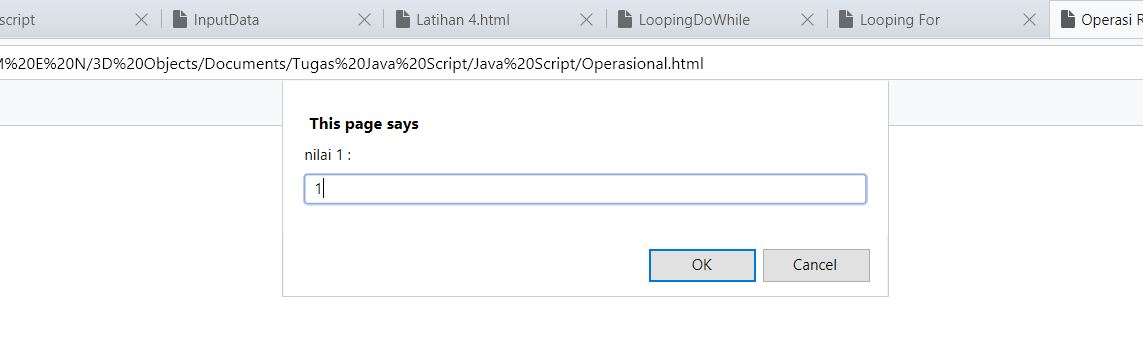 script InputData Latihan 4.html LoopingDoWhile Looping For Operasi R
M%20E%20N/3D%20Objects/Documents/Tugas%20Java%20Script/Java%20Script/Operasional.html
This page says
nilai 1 :
1
OK Cancel